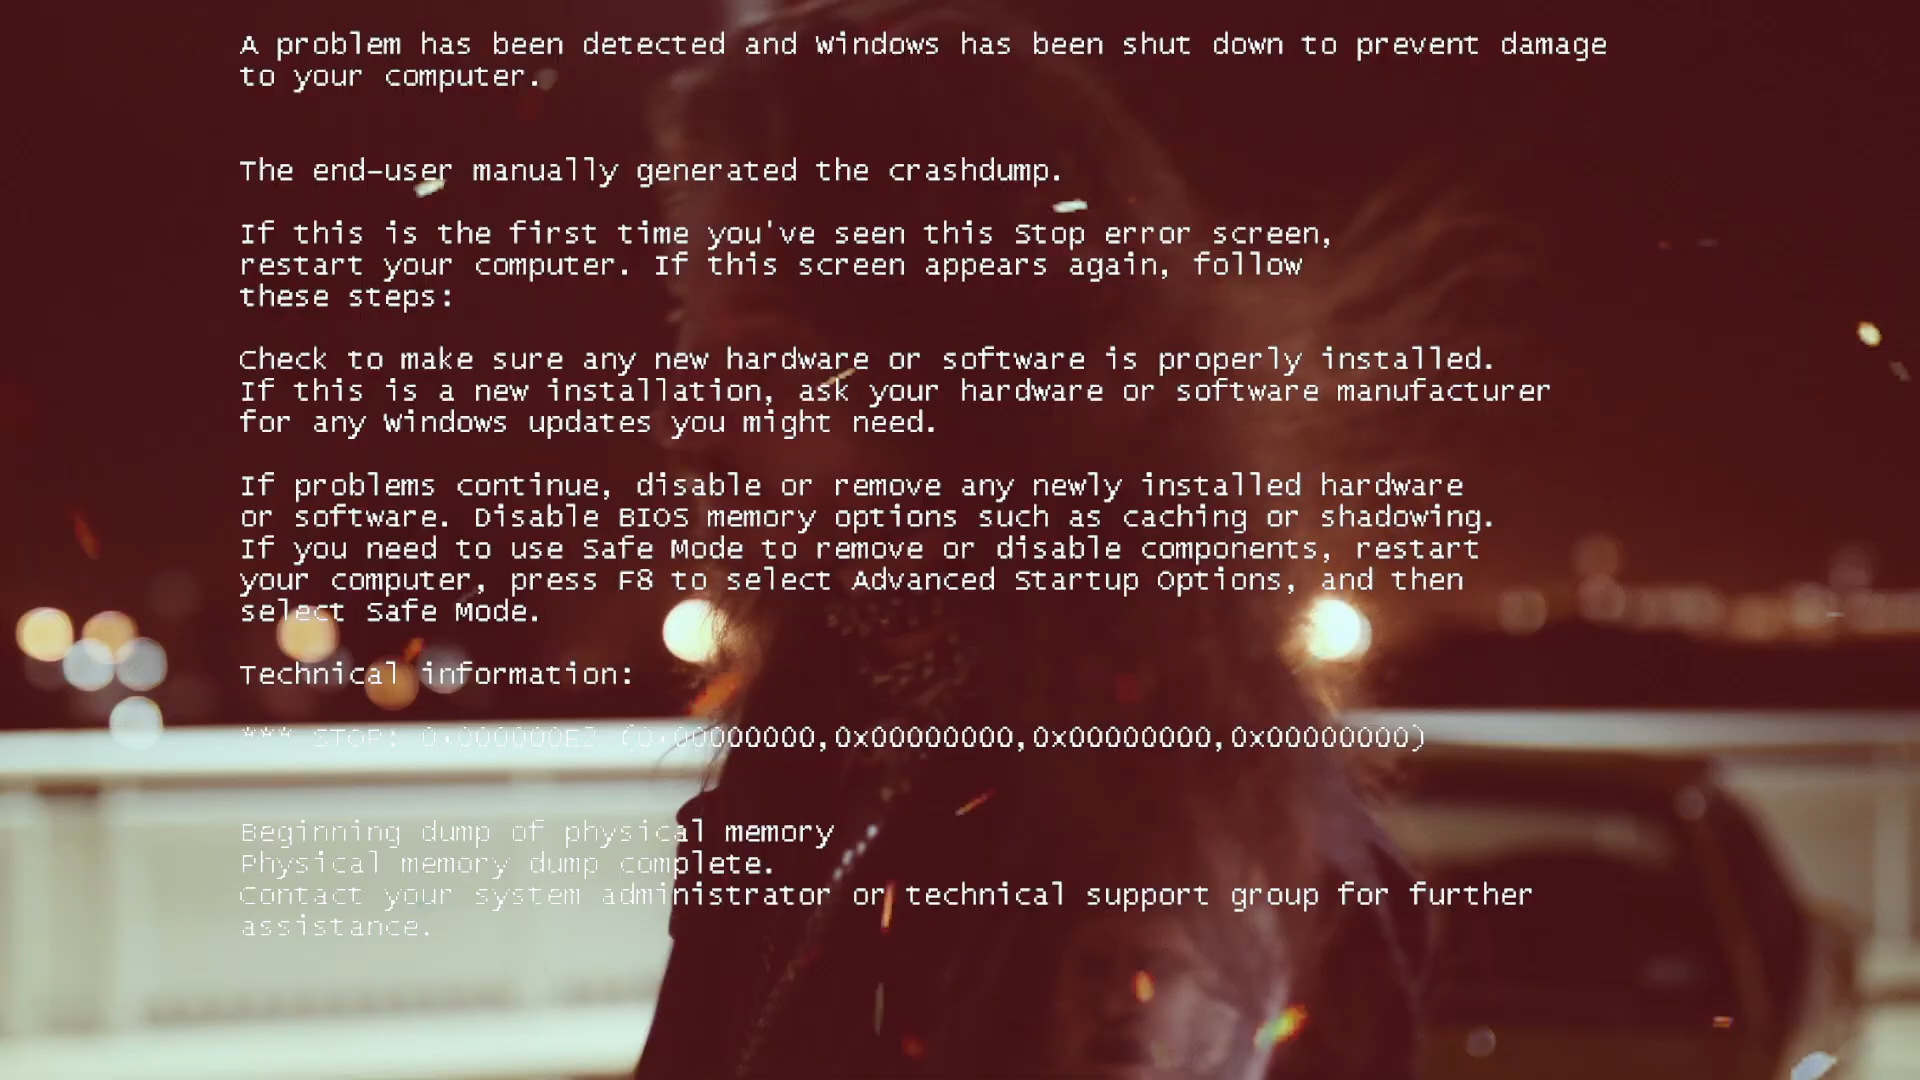 A problem has been detected and Windows has been shut down to prevent damage
to your computer.
The end-user manually generated the crashdump.
If this is the first time you've seen this Stop error screen,
restart your computer. If this screen appears again, follow
these steps:
Check to make sure any new hardware or software is properly installed.
If this is a new installation, ask your hardware or software manufacturer
for any Windows updates you might need.
If problems continue, disable or remove any newly installed hardware
or software. Disable BIOS memory options such as caching or shadowing.
If you need to use Safe Mode to remove or disable components, restart
your computer, press F8 to select Advanced Startup Options, and then
select Safe Mode.
Technical information:
*** STOP: 0x000000E2 (0x00000000,0x00000000,0x00000000,0x00000000)
Beginning dump of physical memory
Physical memory dump complete.
Contact your system administrator or technical support group for further
assistance.